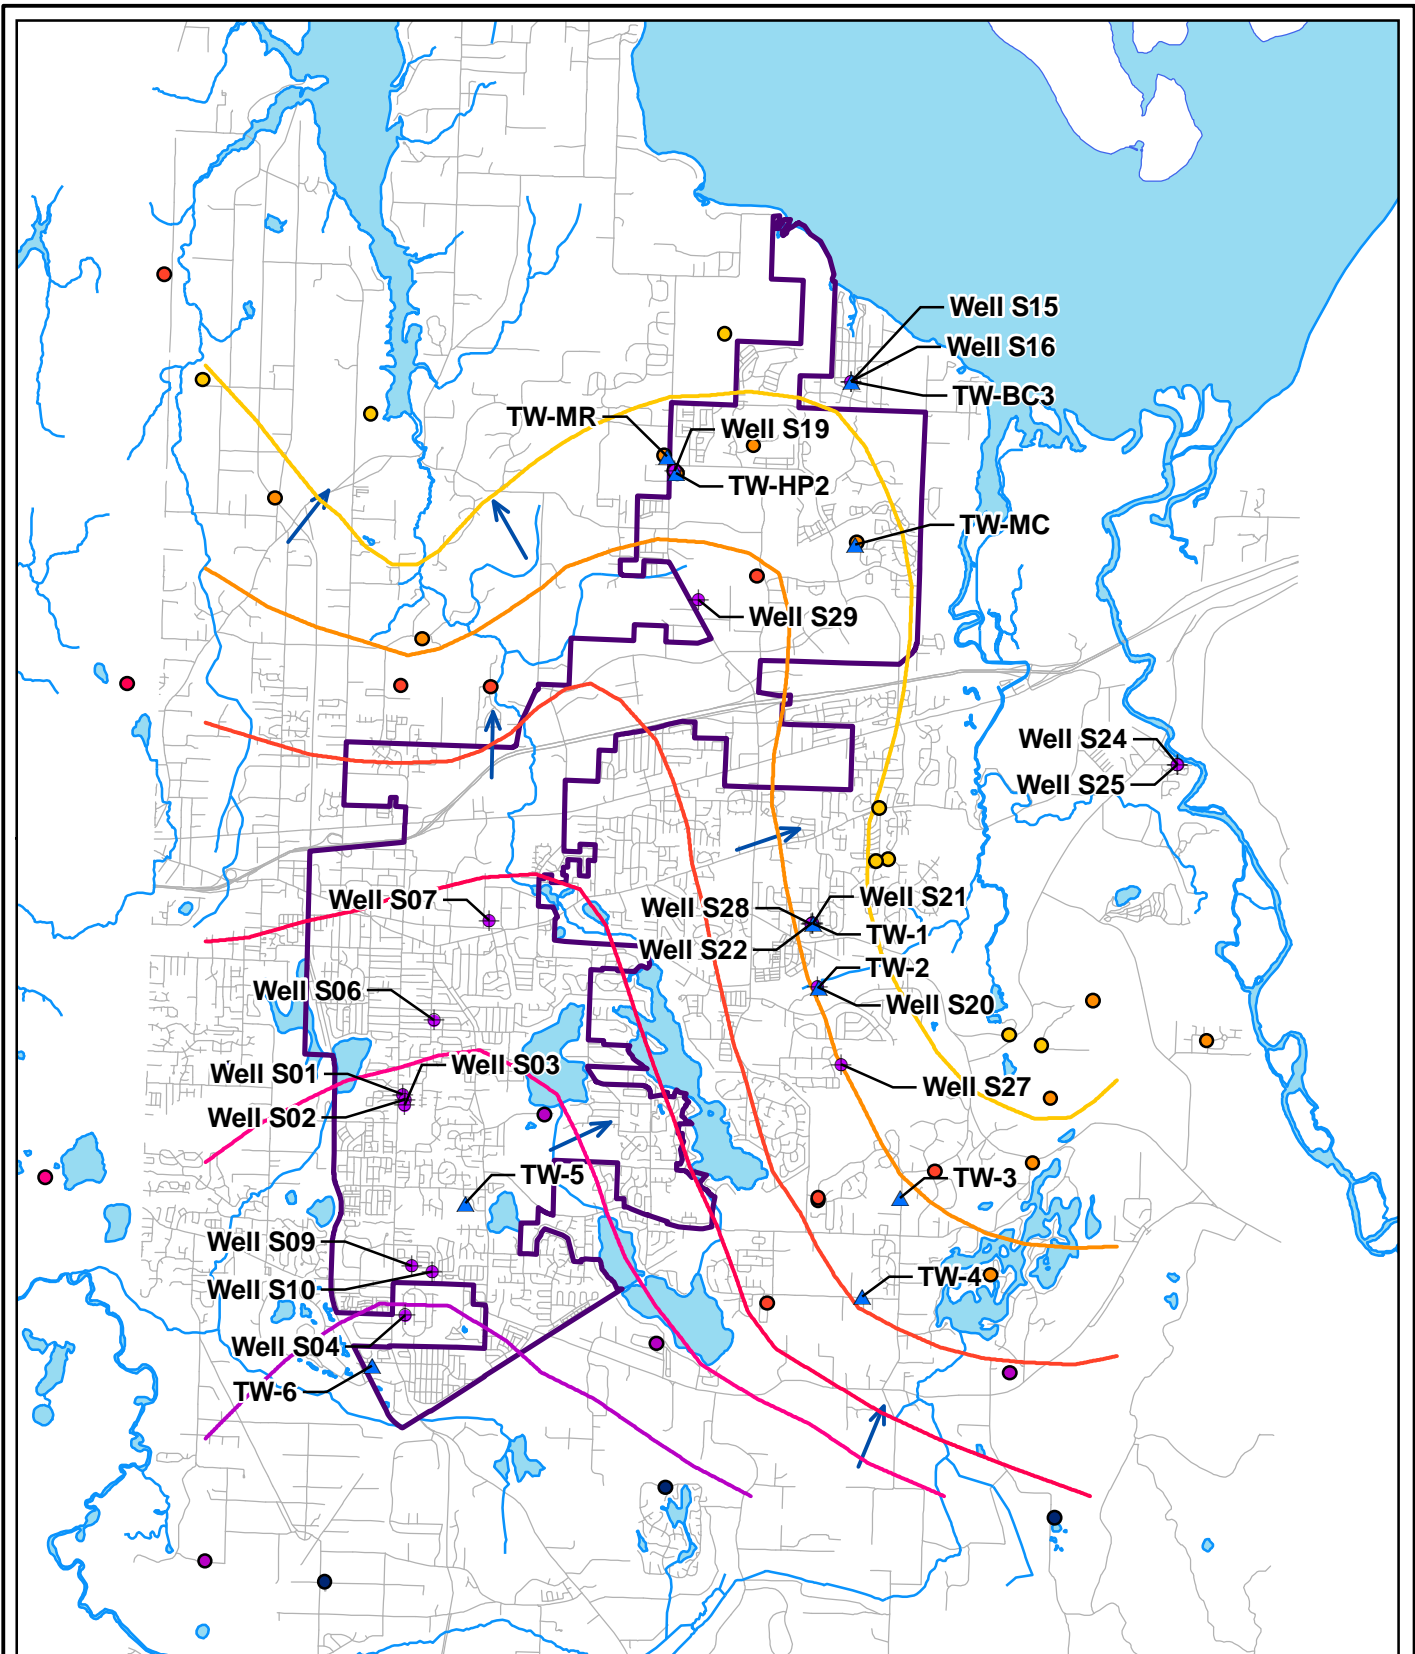 Well S15
Well S16
TW-BC3
TW-MR
Well S19
TW-HP2
TW-MC
Well S29
Well S24
Well S25
Well S07
Well S28
Well S21
TW-1
Well S22
TW-2
Well S06
Well S20
Well S03
Well S01
Well S27
Well S02
TW-5
TW-3
Well S09
TW-4
Well S10
Well S04
TW-6